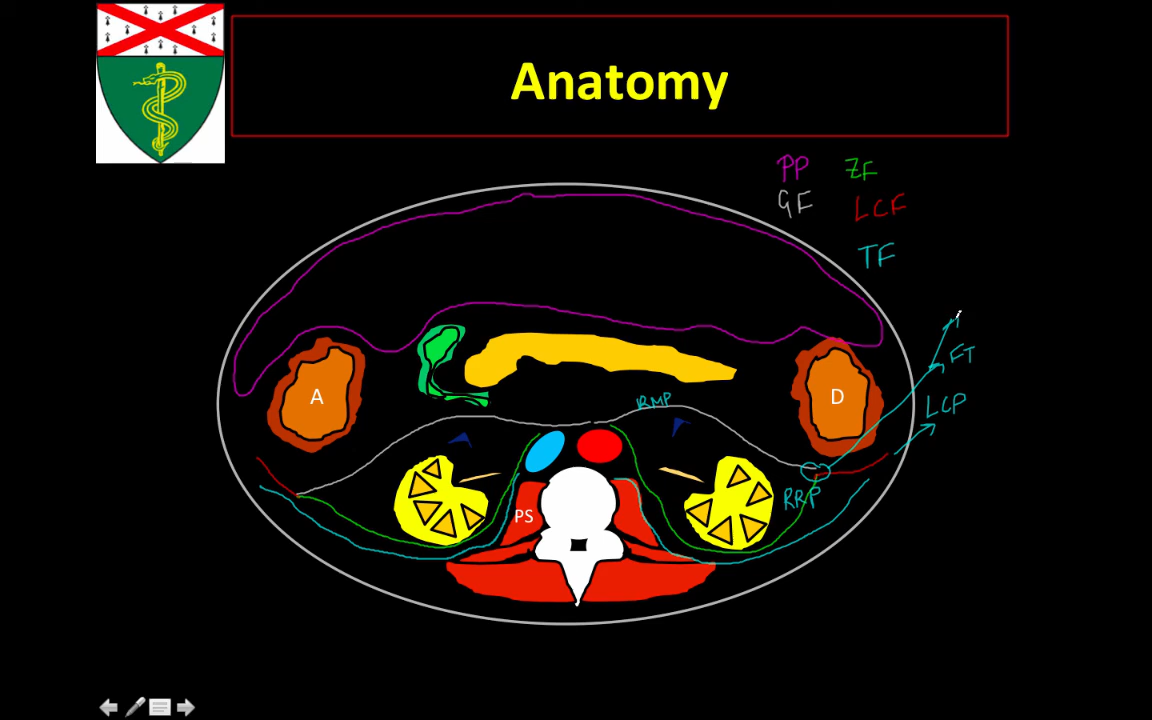 Anatomy
PP ZF
GF LCF
TF
FT
A
RMP
D
LCP
RRP
PS